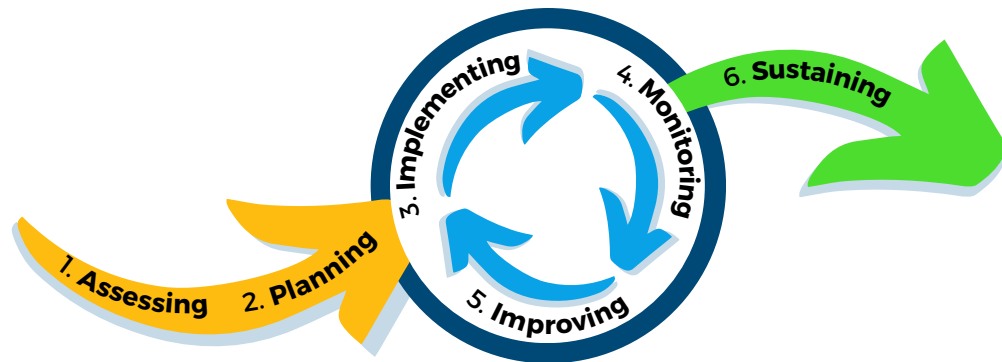 1. Assessing
2. Planning
3. Implementing
4. Monitoring
5. Improving
6. Sustaining